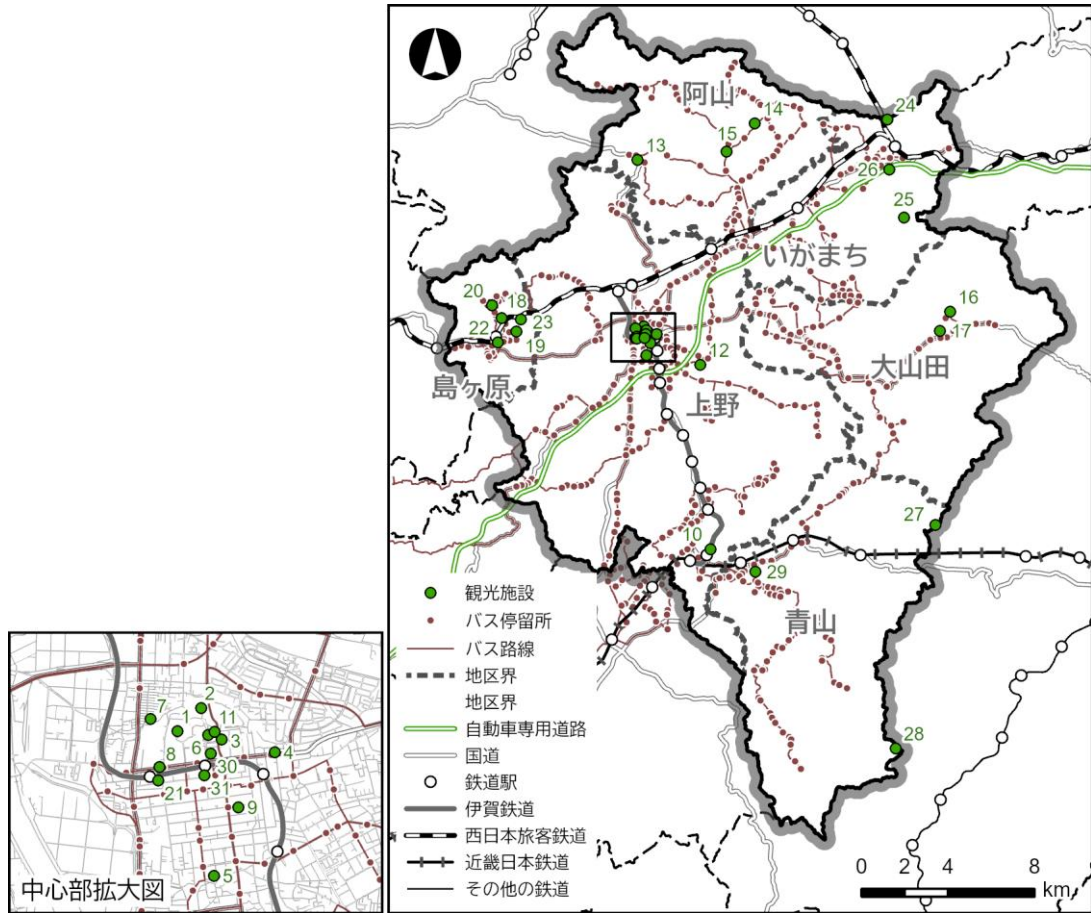 24
14
阿山
15
13
26
25
いがまち
20
18
16
23
17
22
19
12
大山田
島ヶ原
上野
27
10
29
観光施設
バス停留所
青山
バス路線
地区界
地区界
自動車専用道路
国道
28
鉄道駅
伊賀鉄道
西日本旅客鉄道
近畿日本鉄道
その他の鉄道
0 2 4 8
km
2
7
1
11
6
3
8
4
30
21
31
9
5
中心部拡大図